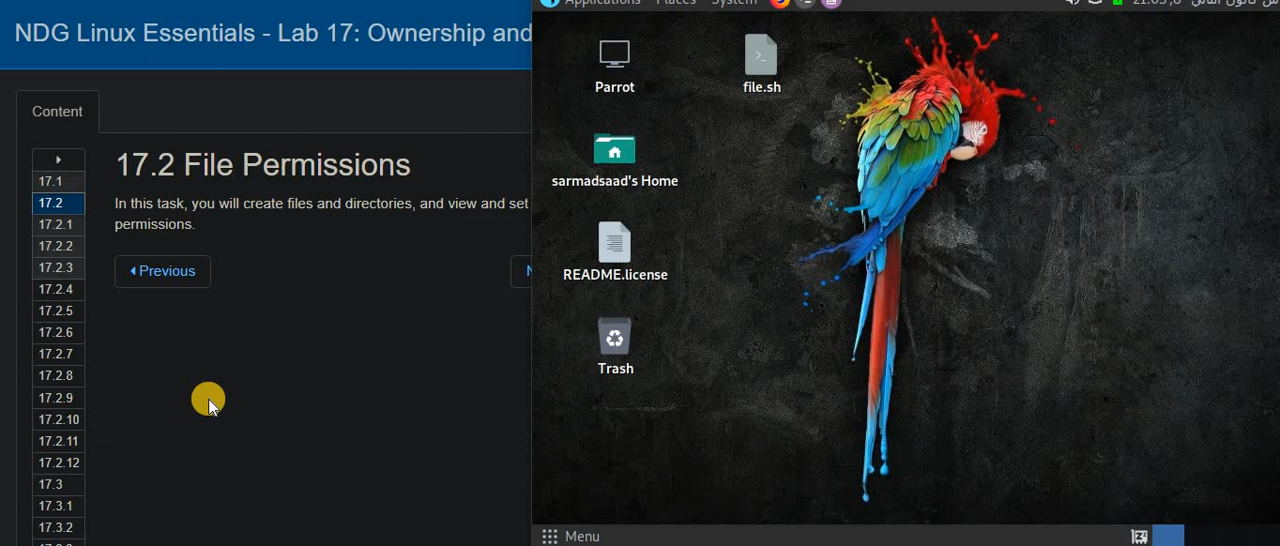 NDG Linux Essentials - Lab 17: Ownership and
Content
17.1
17.2
17.2.1
17.2.2
17.2.3
17.2.4
17.2.5
17.2.6
17.2.7
17.2.8
17.2.9
17.2.10
17.2.11
17.2.12
17.3
17.3.1
17.3.2
17.2 File Permissions
In this task, you will create files and directories, and view and set
permissions.
Previous
N
Applications Places System
Parrot
file.sh
sarmadsaad's Home
README.license
Trash
Menu